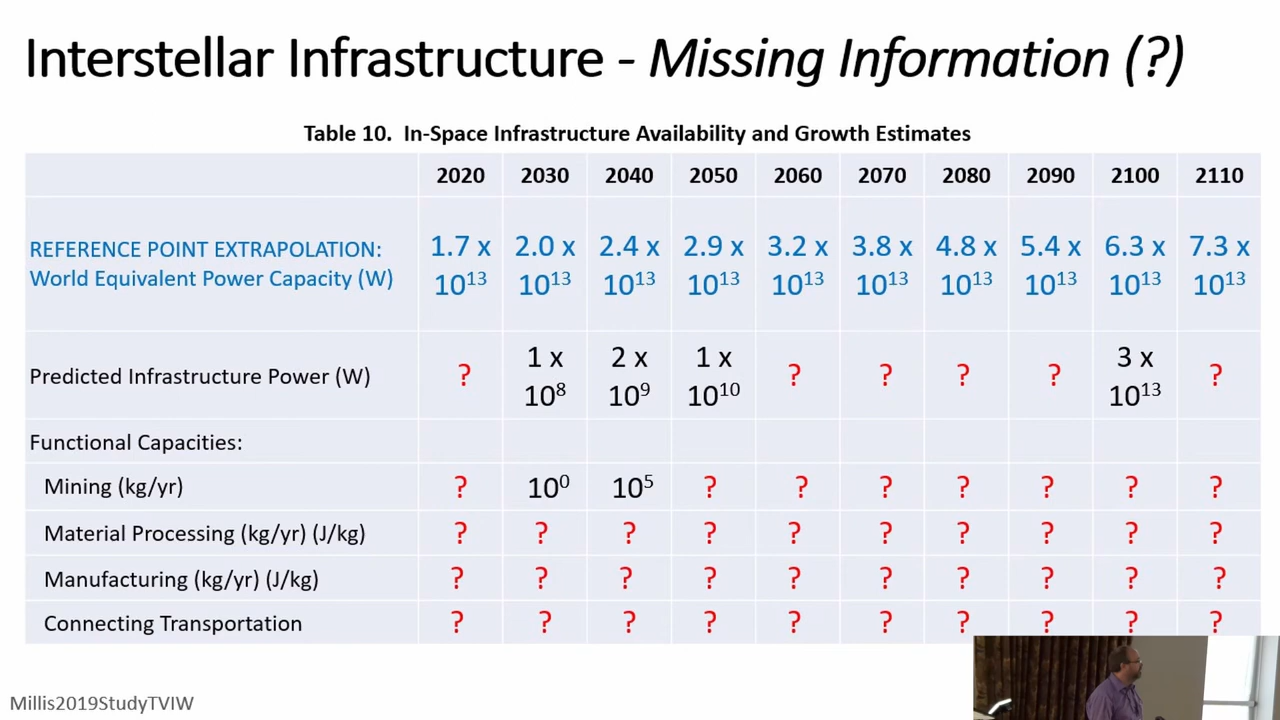 Interstellar Infrastructure - Missing Information (?)
Table 10. In-Space Infrastructure Availability and Growth Estimates
2020 2030 2040 2050 2060 2070 2080 2090 2100 2110
REFERENCE POINT EXTRAPOLATION:
World Equivalent Power Capacity (W)
1.7 x 2.0 x 2.4 x 2.9 x 3.2 x 3.8 x 4.8 x 5.4 x 6.3 x 7.3 x
10¹³ 10¹³ 10¹³ 10¹³ 10¹³ 10¹³ 10¹³ 10¹³ 10¹³ 10¹³
Predicted Infrastructure Power (W) ? 1 x 10⁸ 2 x 10⁹ 1 x 10¹⁰ ? ? ? ? 3 x 10¹³ ?
Functional Capacities:
Mining (kg/yr) ? 10⁰ 10⁵ ? ? ? ? ? ? ?
Material Processing (kg/yr) (J/kg) ? ? ? ? ? ? ? ? ? ?
Manufacturing (kg/yr) (J/kg) ? ? ? ? ? ? ? ? ? ?
Connecting Transportation ? ? ? ? ? ? ? ? ? ?
Millis2019StudyTVIW